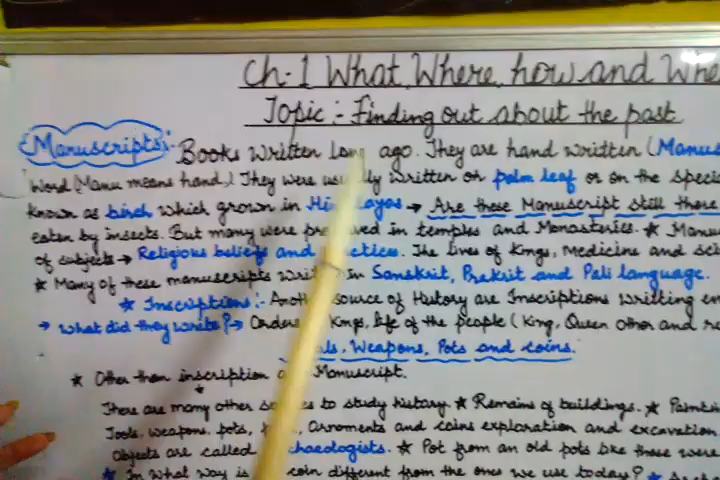 Ch-1 What, Where, how and Whe
Topic :- Finding out about the past
Manuscripts :- Books written long ago. They are hand written (Manus
Word (Manu means hand.) They were usually written on palm leaf or on the speci
known as birch which grown in Himalayas → Are these Manuscript still there
eaten by insects. But many were preserved in temples and Monasteries. ★ Manu
of subjects → Religious beliefs and practices. The lives of Kings, Medicine and sci
★ Many of these manuscripts written in Sanskrit, Prakrit and Pali language.
★ Inscriptions :- Another source of History are Inscriptions writting en
→ What did they write? → Orders Kings, life of the people (King, Queen other and re
Weapons, Pots and coins.
★ Other than inscription Manuscript.
There are many other sources to study history ★ Remains of buildings. ★ Paint
Tools, weapons, pots, Ornaments and coins exploration and excavation
Objects are called Archaeologists. ★ Pot from an old pots like these were
★ In What way is coin different from the ones we use today? ★